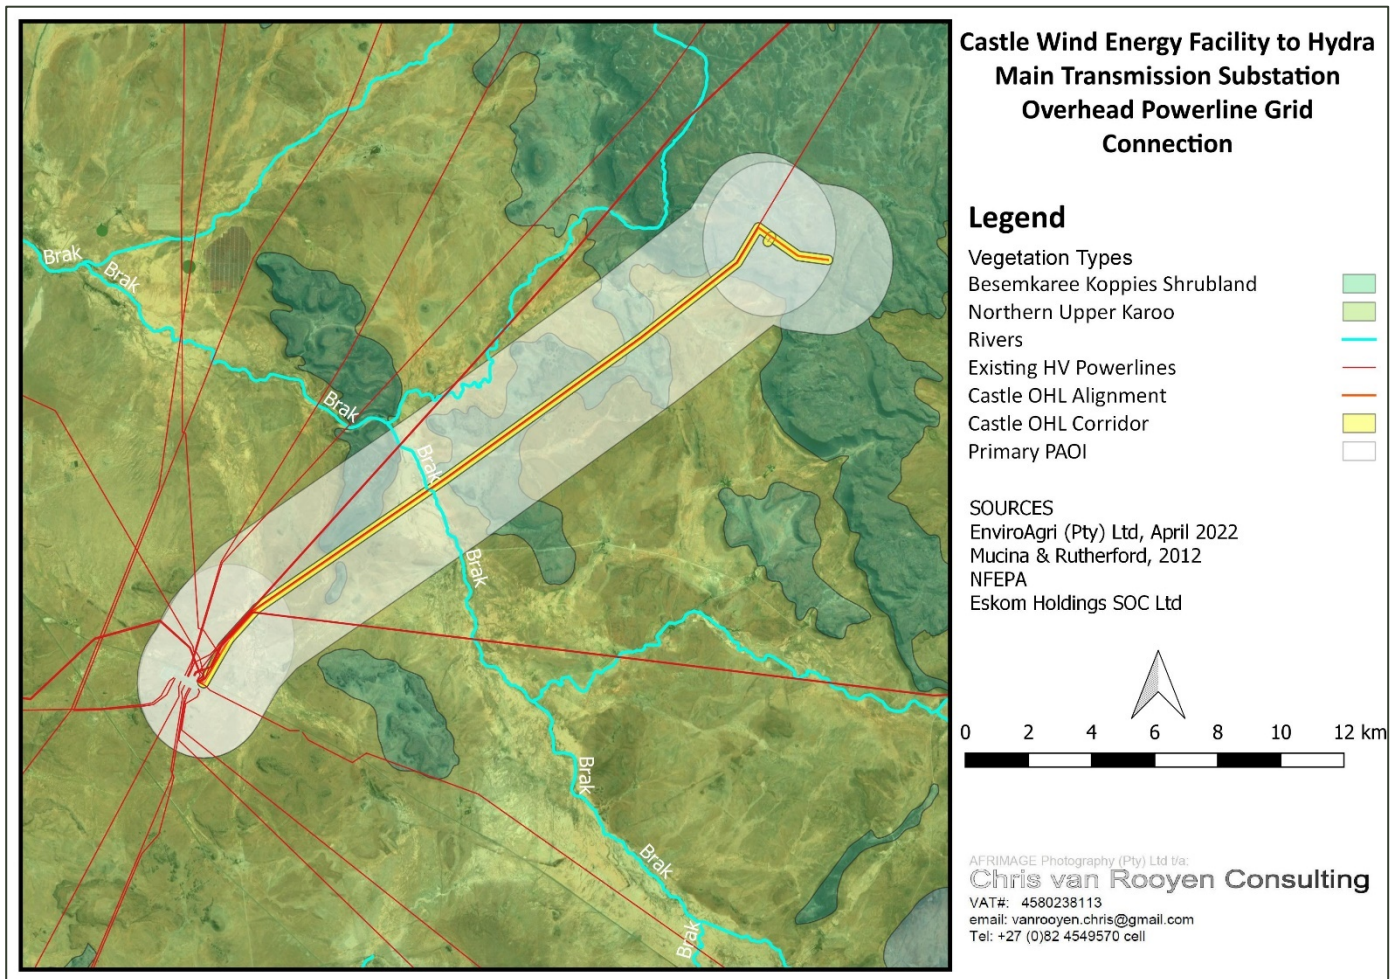 Castle Wind Energy Facility to Hydra
Main Transmission Substation
Overhead Powerline Grid
Connection
Legend
Vegetation Types
Besemkaree Koppies Shrubland
Northern Upper Karoo
Rivers
Existing HV Powerlines
Castle OHL Alignment
Castle OHL Corridor
Primary PAOI
SOURCES
EnviroAgri (Pty) Ltd, April 2022
Mucina & Rutherford, 2012
NFEPA
Eskom Holdings SOC Ltd
0 2 4 6 8 10 12 km
AFRIMAGE Photography (Pty) Ltd t/a:
Chris van Rooyen Consulting
VAT#: 4580238113
email: vanrooyen.chris@gmail.com
Tel: +27 (0)82 4549570 cell
Brak
Brak
Brak
Brak
Brak
Brak
Brak
Brak